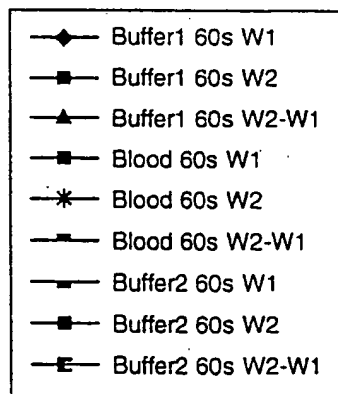 Buffer1 60s W1
Buffer1 60s W2
Buffer1 60s W2-W1
Blood 60s W1
Blood 60s W2
Blood 60s W2-W1
Buffer2 60s W1
Buffer2 60s W2
Buffer2 60s W2-W1